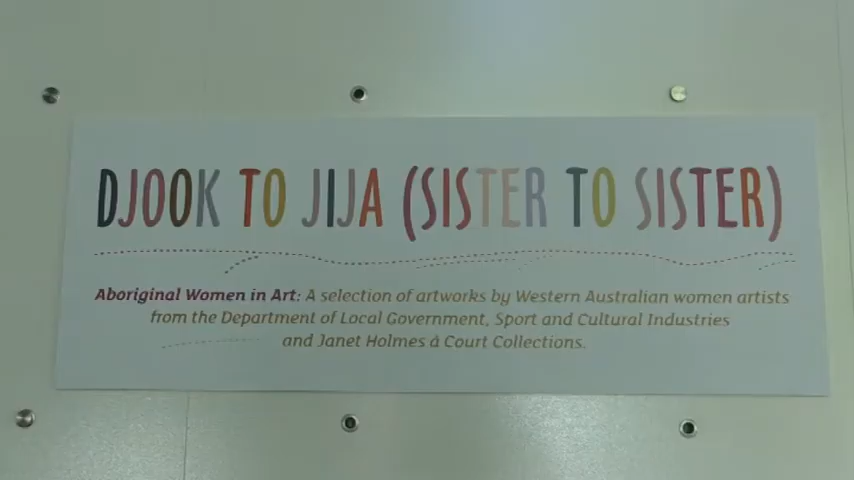 DJOOK TO JIJA (SISTER TO SISTER)
Aboriginal Women in Art: A selection of artworks by Western Australian women artists
from the Department of Local Government, Sport and Cultural Industries
and Janet Holmes à Court Collections.